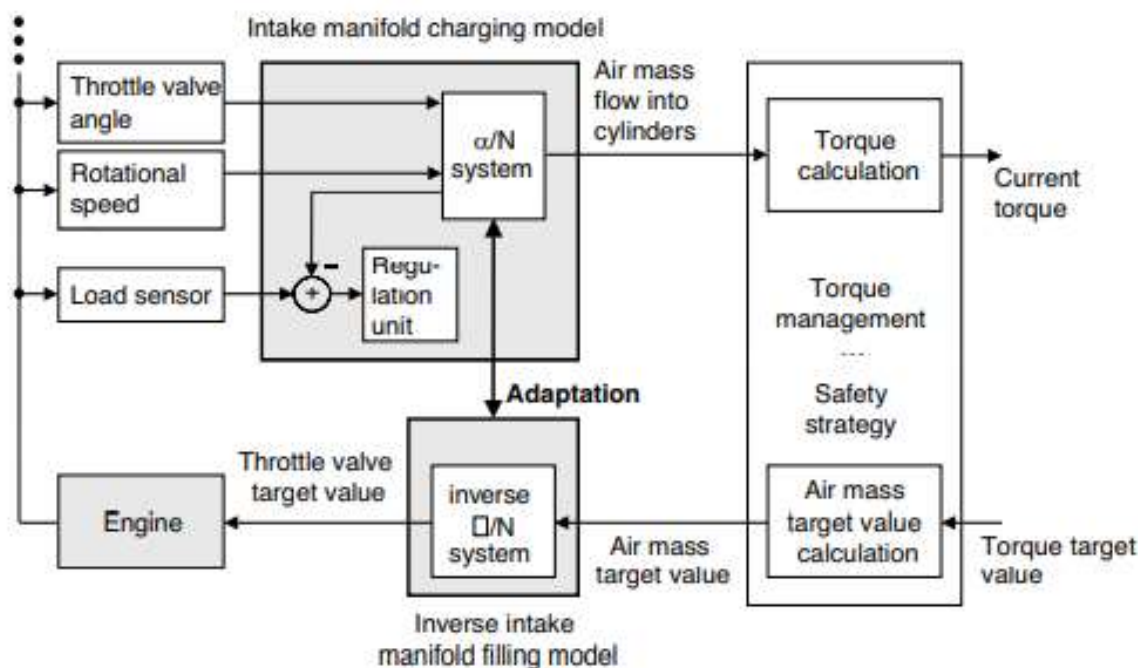 Intake manifold charging model
Throttle valve
angle
Rotational
speed
Load sensor
α/N
system
Regu-
lation
unit
–
+
Air mass
flow into
cylinders
Torque
calculation
Current
torque
Torque
management
...
Safety
strategy
Adaptation
Engine
Throttle valve
target value
inverse
□/N
system
Air mass
target value
Air mass
target value
calculation
Torque target
value
Inverse intake
manifold filling model